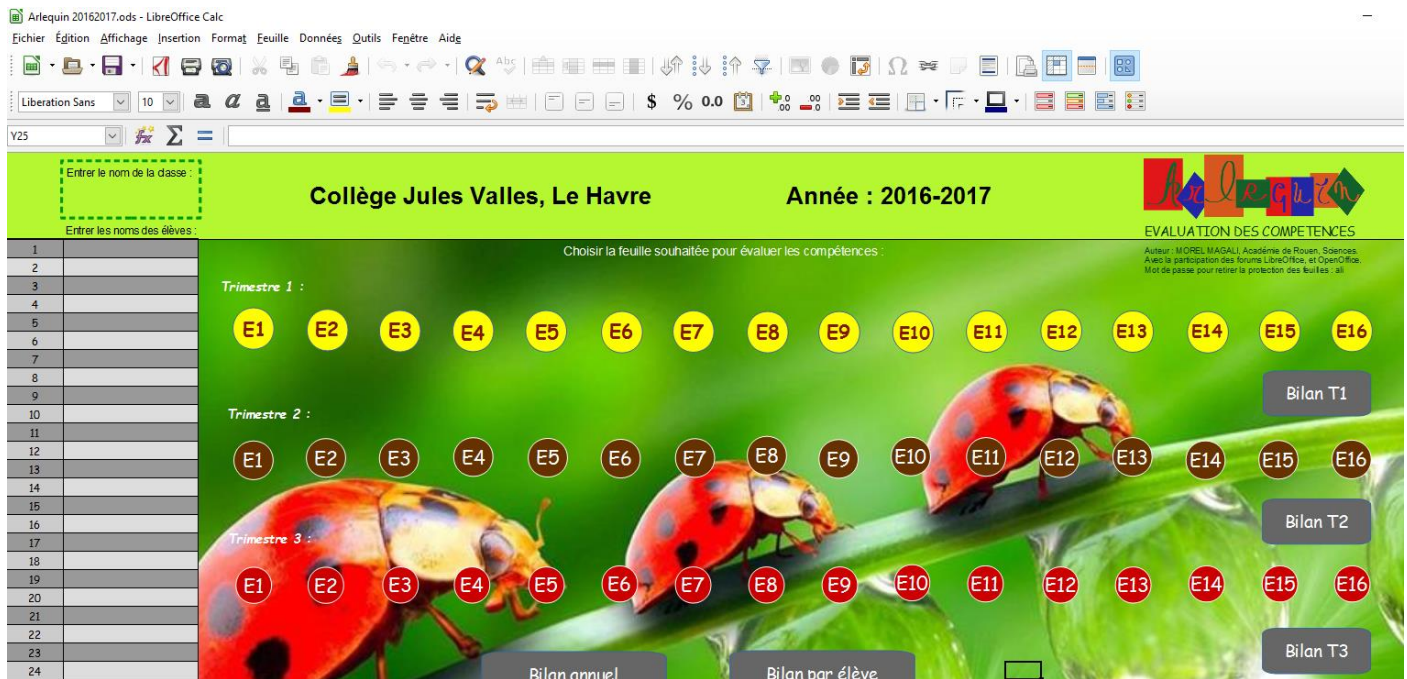 Arlequin 20162017.ods - LibreOffice Calc
Fichier Édition Affichage Insertion Format Feuille Données Outils Fenêtre Aide
Liberation Sans 10 a a a a $ % 0.0
Y25
Entrer le nom de la classe :
Collège Jules Valles, Le Havre Année : 2016-2017
ArLeQuin
Entrer les noms des élèves :
EVALUATION DES COMPETENCES
Choisir la feuille souhaitée pour évaluer les compétences :
Auteur : MOREL MAGALI, Académie de Rouen, Sciences.
Avec la participation des forums LibreOffice, et OpenOffice.
Mot de passe pour retirer la protection des feuilles : ali
1
2
3
4
5
6
7
8
9
10
11
12
13
14
15
16
17
18
19
20
21
22
23
24
Trimestre 1 :
E1 E2 E3 E4 E5 E6 E7 E8 E9 E10 E11 E12 E13 E14 E15 E16
Bilan T1
Trimestre 2 :
E1 E2 E3 E4 E5 E6 E7 E8 E9 E10 E11 E12 E13 E14 E15 E16
Bilan T2
Trimestre 3 :
E1 E2 E3 E4 E5 E6 E7 E8 E9 E10 E11 E12 E13 E14 E15 E16
Bilan T3
Bilan annuel Bilan par élève